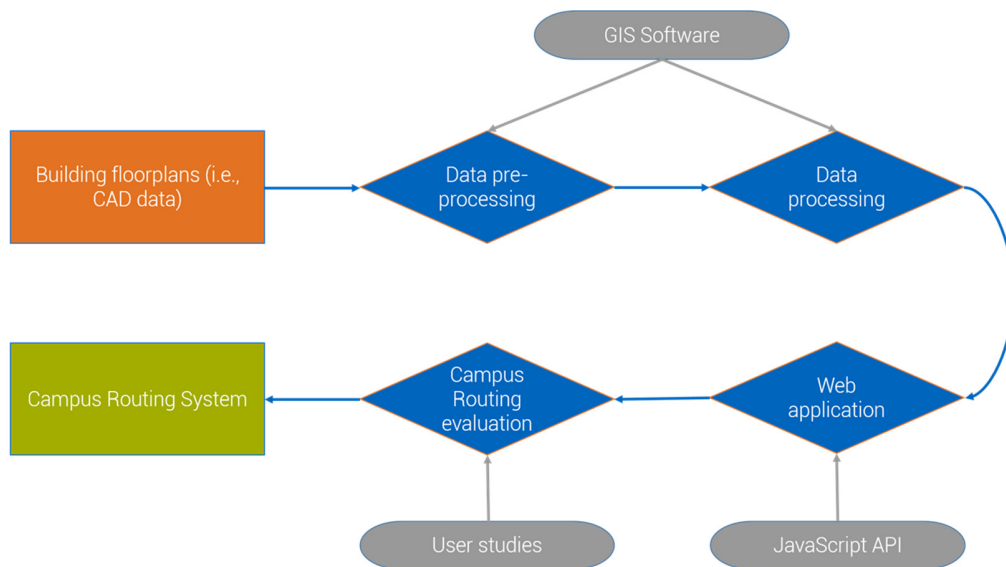 GIS Software
Building floorplans (i.e.,
CAD data)
Data pre-
processing
Data
processing
Campus Routing System
Campus
Routing
evaluation
Web
application
User studies
JavaScript API